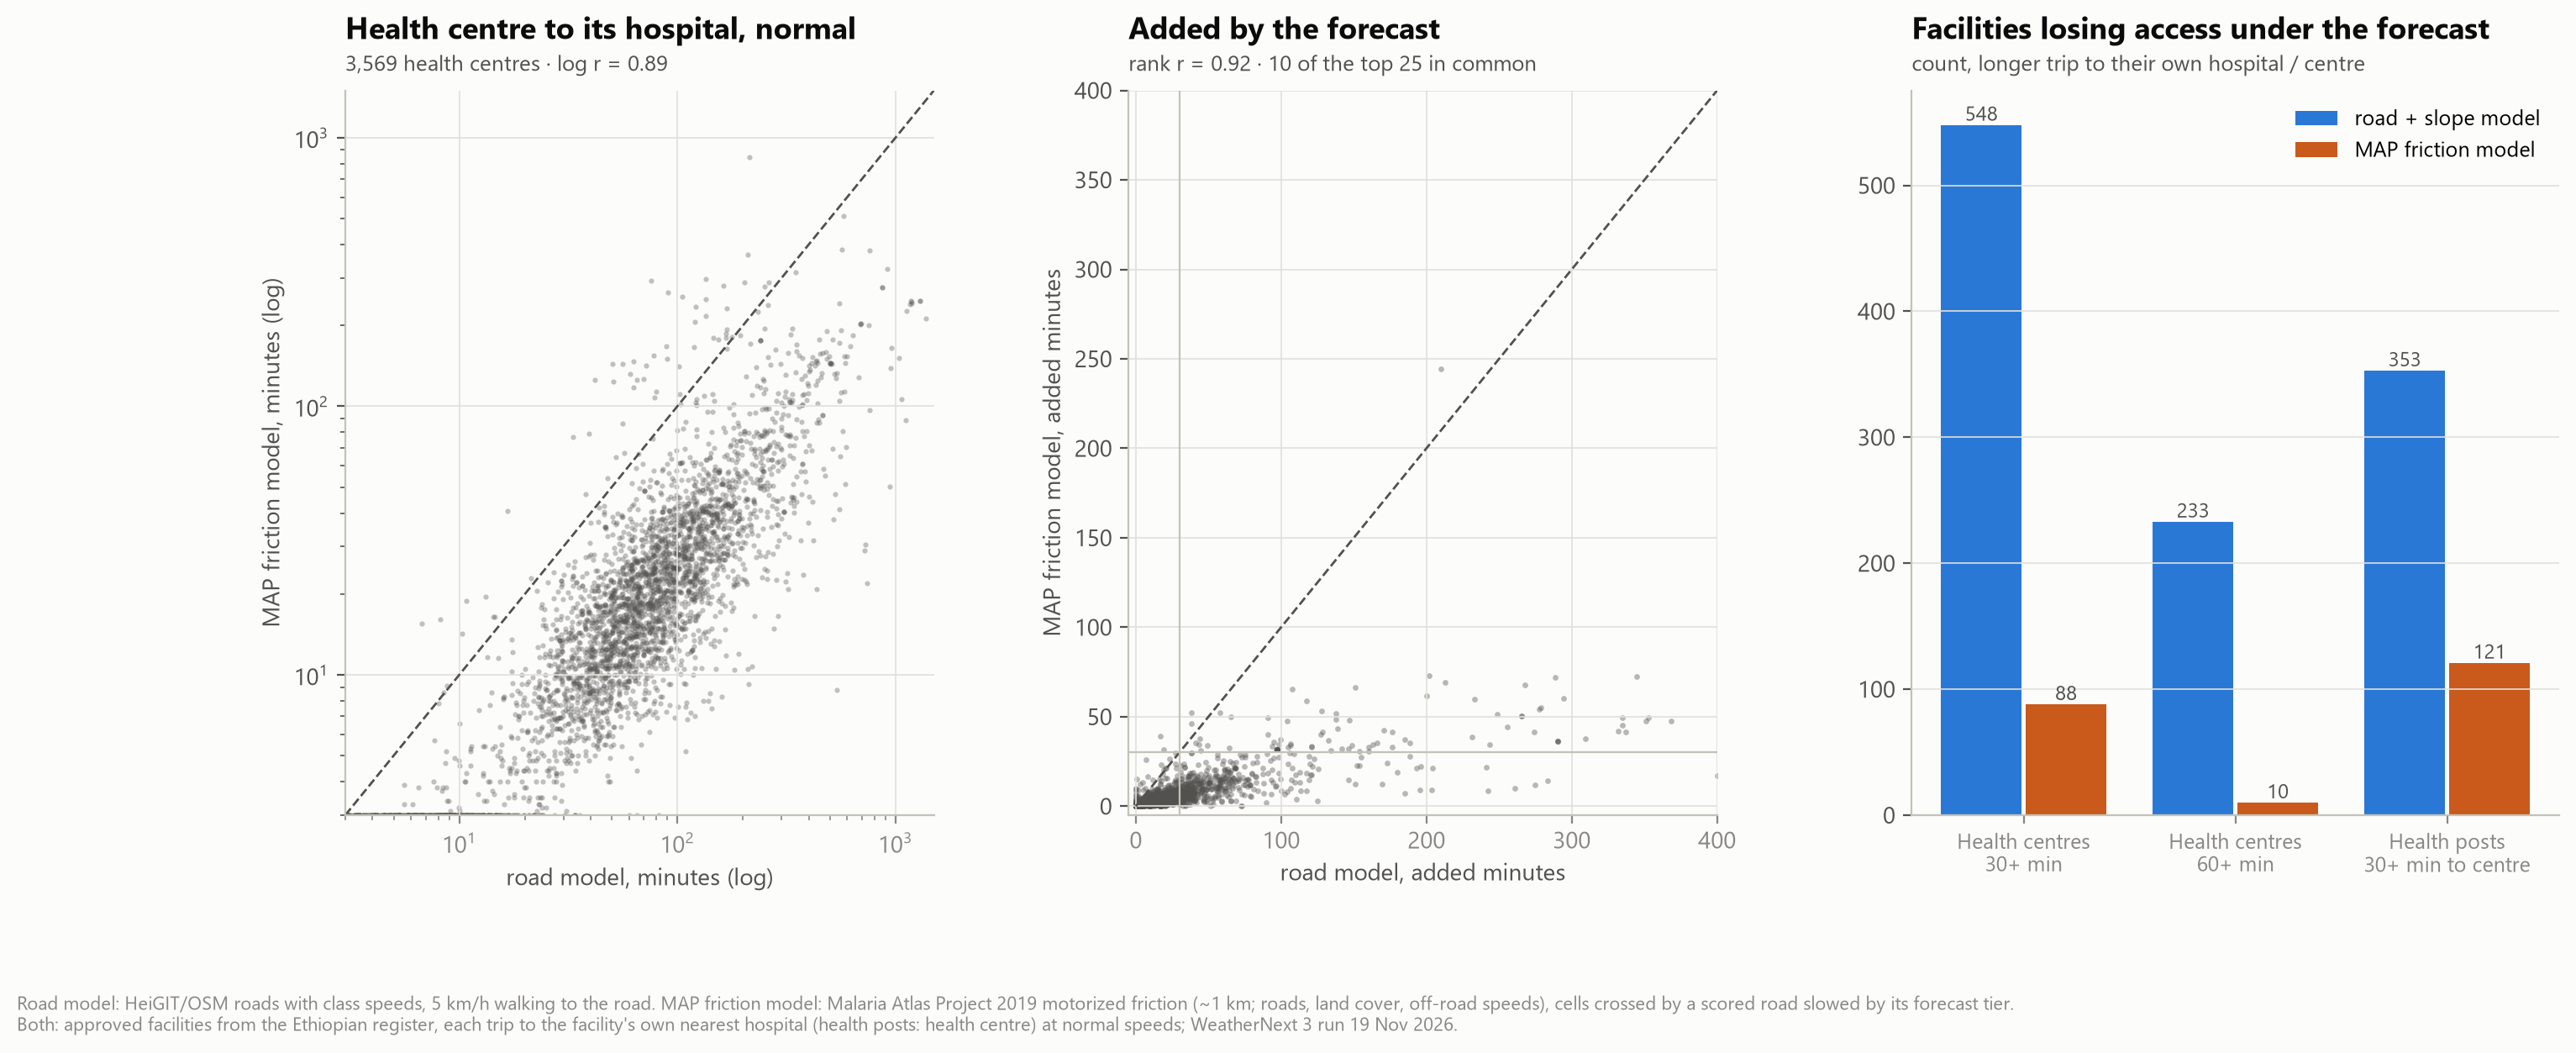 Health centre to its hospital, normal
3,569 health centres · log r = 0.89
10³
10²
10¹
MAP friction model, minutes (log)
10¹ 10² 10³
road model, minutes (log)
Added by the forecast
rank r = 0.92 · 10 of the top 25 in common
400
350
300
250
200
150
100
50
0
MAP friction model, added minutes
0 100 200 300 400
road model, added minutes
Facilities losing access under the forecast
count, longer trip to their own hospital / centre
road + slope model
MAP friction model
500
400
300
200
100
0
548
88
233
10
353
121
Health centres
30+ min
Health centres
60+ min
Health posts
30+ min to centre
Road model: HeiGIT/OSM roads with class speeds, 5 km/h walking to the road. MAP friction model: Malaria Atlas Project 2019 motorized friction (~1 km; roads, land cover, off-road speeds), cells crossed by a scored road slowed by its forecast tier.
Both: approved facilities from the Ethiopian register, each trip to the facility's own nearest hospital (health posts: health centre) at normal speeds; WeatherNext 3 run 19 Nov 2026.